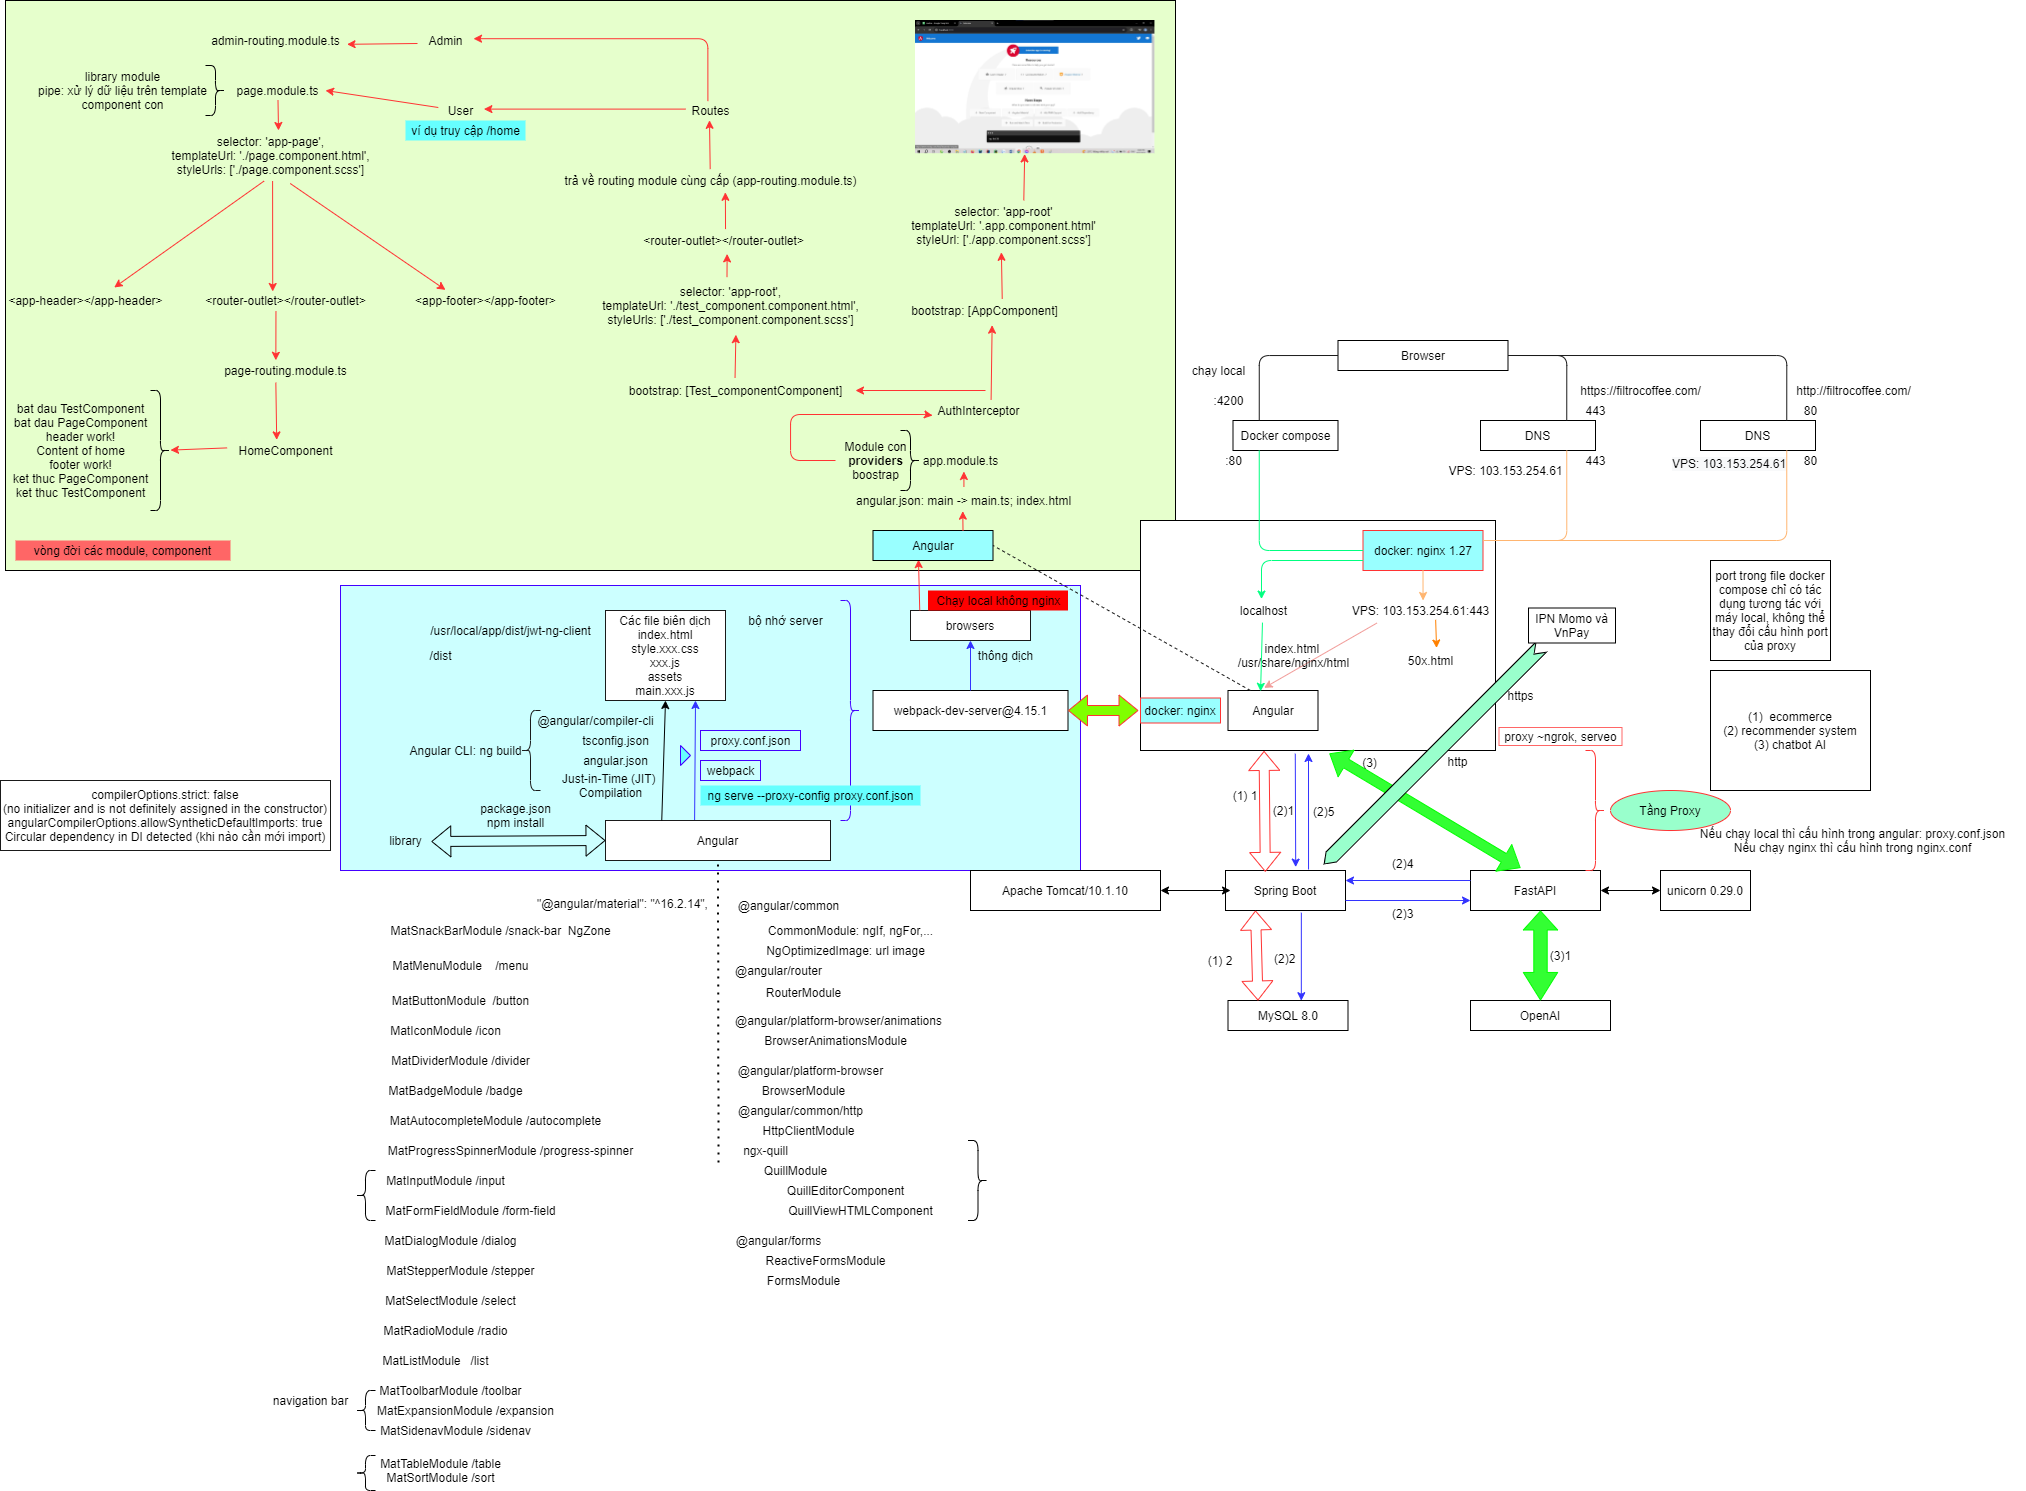 admin-routing.module.ts
Admin
library module
pipe: xử lý dữ liệu trên template
component con
page.module.ts
User
Routes
ví dụ truy cập /home
selector: 'app-page',
templateUrl: './page.component.html',
styleUrls: ['./page.component.scss']
trả về routing module cùng cấp (app-routing.module.ts)
selector: 'app-root'
templateUrl: '.app.component.html'
styleUrl: ['./app.component.scss']
<router-outlet></router-outlet>
<app-header></app-header>
<router-outlet></router-outlet>
<app-footer></app-footer>
selector: 'app-root',
templateUrl: './test_component.component.html',
styleUrls: ['./test_component.component.scss']
bootstrap: [AppComponent]
page-routing.module.ts
bootstrap: [Test_componentComponent]
AuthInterceptor
bat dau TestComponent
bat dau PageComponent
header work!
Content of home
footer work!
ket thuc PageComponent
ket thuc TestComponent
HomeComponent
Module con
providers
boostrap
app.module.ts
angular.json: main -> main.ts; index.html
Angular
vòng đời các module, component
Browser
chạy local
:4200
https://filtrocoffee.com/
443
http://filtrocoffee.com/
80
Docker compose
DNS
DNS
:80
VPS: 103.153.254.61
443
VPS: 103.153.254.61
80
docker: nginx 1.27
localhost
VPS: 103.153.254.61:443
index.html
/usr/share/nginx/html
50x.html
docker: nginx
Angular
port trong file docker
compose chỉ có tác
dụng tương tác với
máy local, không thể
thay đổi cấu hình port
của proxy
IPN Momo và
VnPay
https
http
(1)  ecommerce
(2) recommender system
(3) chatbot AI
proxy ~ngrok, serveo
Tầng Proxy
Nếu chạy local thì cấu hình trong angular: proxy.conf.json
Nếu chạy nginx thì cấu hình trong nginx.conf
Chạy local không nginx
browsers
thông dịch
webpack-dev-server@4.15.1
bộ nhớ server
/usr/local/app/dist/jwt-ng-client
/dist
Các file biên dịch
index.html
style.xxx.css
xxx.js
assets
main.xxx.js
Angular CLI: ng build
@angular/compiler-cli
tsconfig.json
angular.json
Just-in-Time (JIT)
Compilation
proxy.conf.json
webpack
ng serve --proxy-config proxy.conf.json
package.json
npm install
library
Angular
compilerOptions.strict: false
(no initializer and is not definitely assigned in the constructor)
angularCompilerOptions.allowSyntheticDefaultImports: true
Circular dependency in DI detected (khi nào cần mới import)
(1) 1
(2)1
(2)5
(3)
(2)4
(2)3
Apache Tomcat/10.1.10
Spring Boot
FastAPI
unicorn 0.29.0
(1) 2
(2)2
(3)1
MySQL 8.0
OpenAI
"@angular/material": "^16.2.14",
MatSnackBarModule /snack-bar  NgZone
MatMenuModule    /menu
MatButtonModule  /button
MatIconModule /icon
MatDividerModule /divider
MatBadgeModule /badge
MatAutocompleteModule /autocomplete
MatProgressSpinnerModule /progress-spinner
MatInputModule /input
MatFormFieldModule /form-field
MatDialogModule /dialog
MatStepperModule /stepper
MatSelectModule /select
MatRadioModule /radio
MatListModule   /list
navigation bar
MatToolbarModule /toolbar
MatExpansionModule /expansion
MatSidenavModule /sidenav
MatTableModule /table
MatSortModule /sort
@angular/common
CommonModule: ngIf, ngFor,...
NgOptimizedImage: url image
@angular/router
RouterModule
@angular/platform-browser/animations
BrowserAnimationsModule
@angular/platform-browser
BrowserModule
@angular/common/http
HttpClientModule
ngx-quill
QuillModule
QuillEditorComponent
QuillViewHTMLComponent
@angular/forms
ReactiveFormsModule
FormsModule